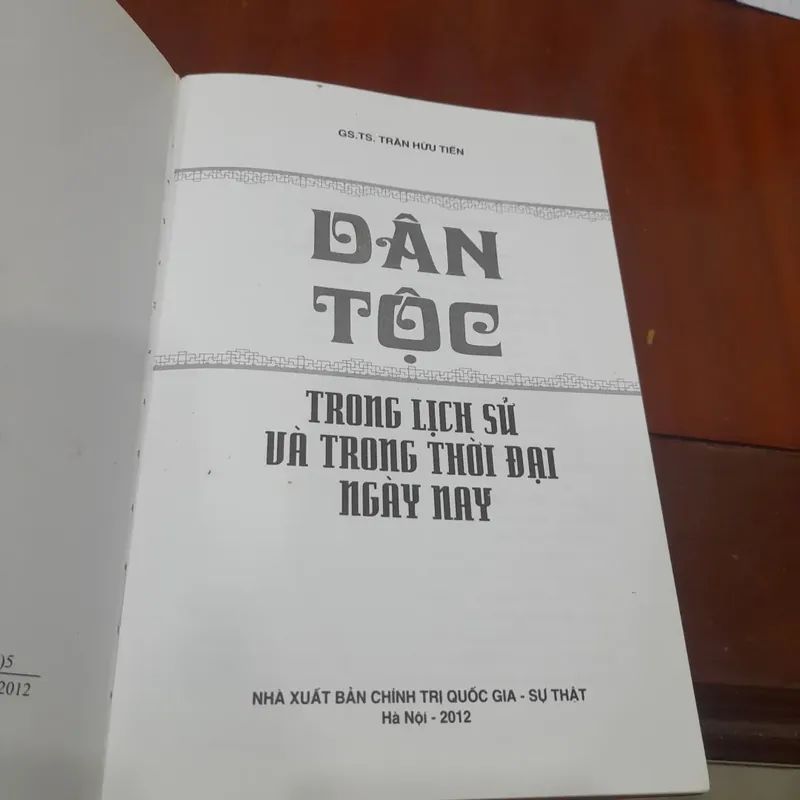 GS.TS. TRẦN HỮU TIẾN
DÂN
TỘC
TRONG LỊCH SỬ
VÀ TRONG THỜI ĐẠI
NGÀY NAY
NHÀ XUẤT BẢN CHÍNH TRỊ QUỐC GIA - SỰ THẬT
Hà Nội - 2012
)5
2012